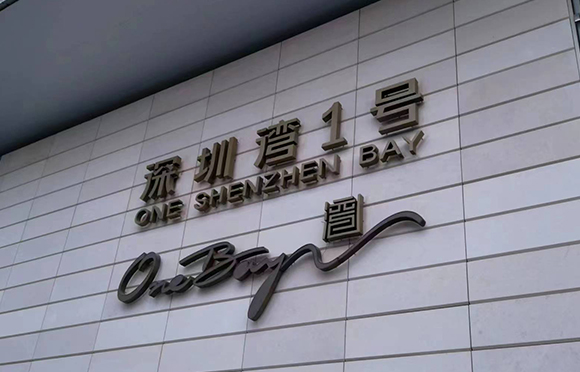 深圳湾1号
ONE SHENZHEN BAY
One Bay